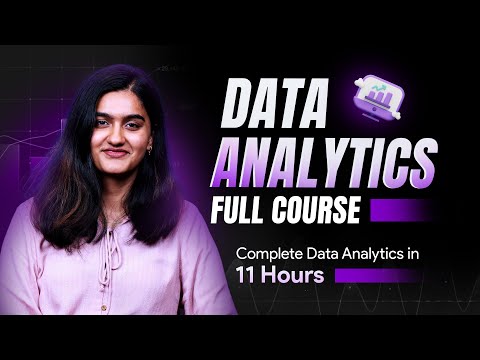 DATA
ANALYTICS
FULL COURSE
Complete Data Analytics in
11 Hours